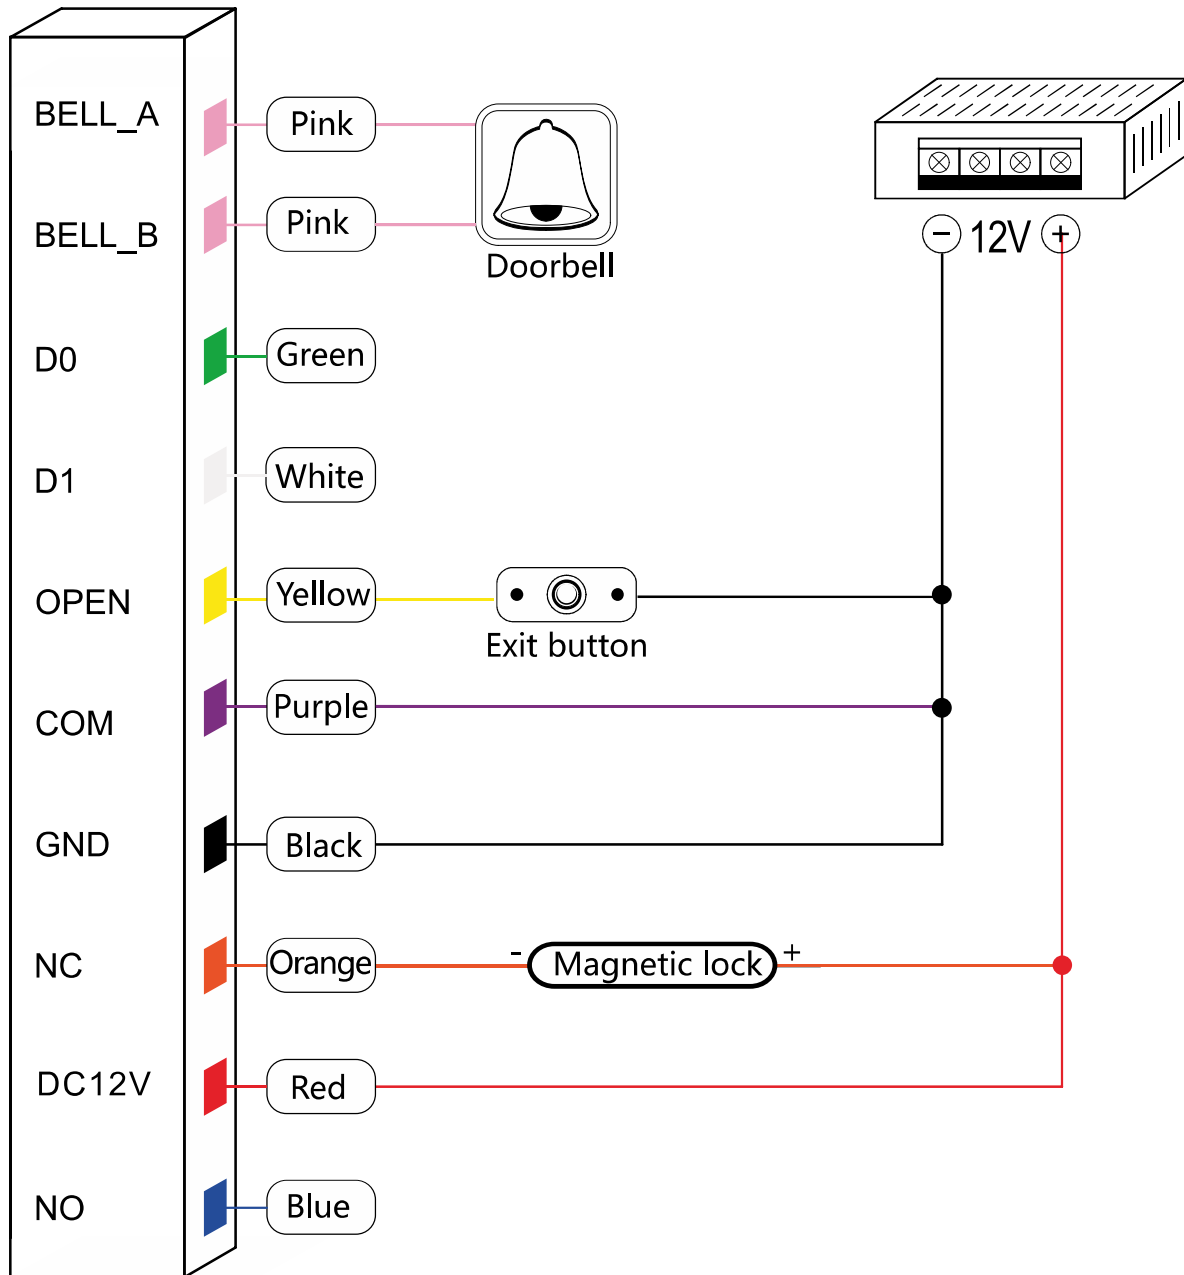 BELL_A
Pink
BELL_B
Pink
Doorbell
- 12V +
D0
Green
D1
White
OPEN
Yellow
Exit button
COM
Purple
GND
Black
NC
Orange
- Magnetic lock +
DC12V
Red
NO
Blue